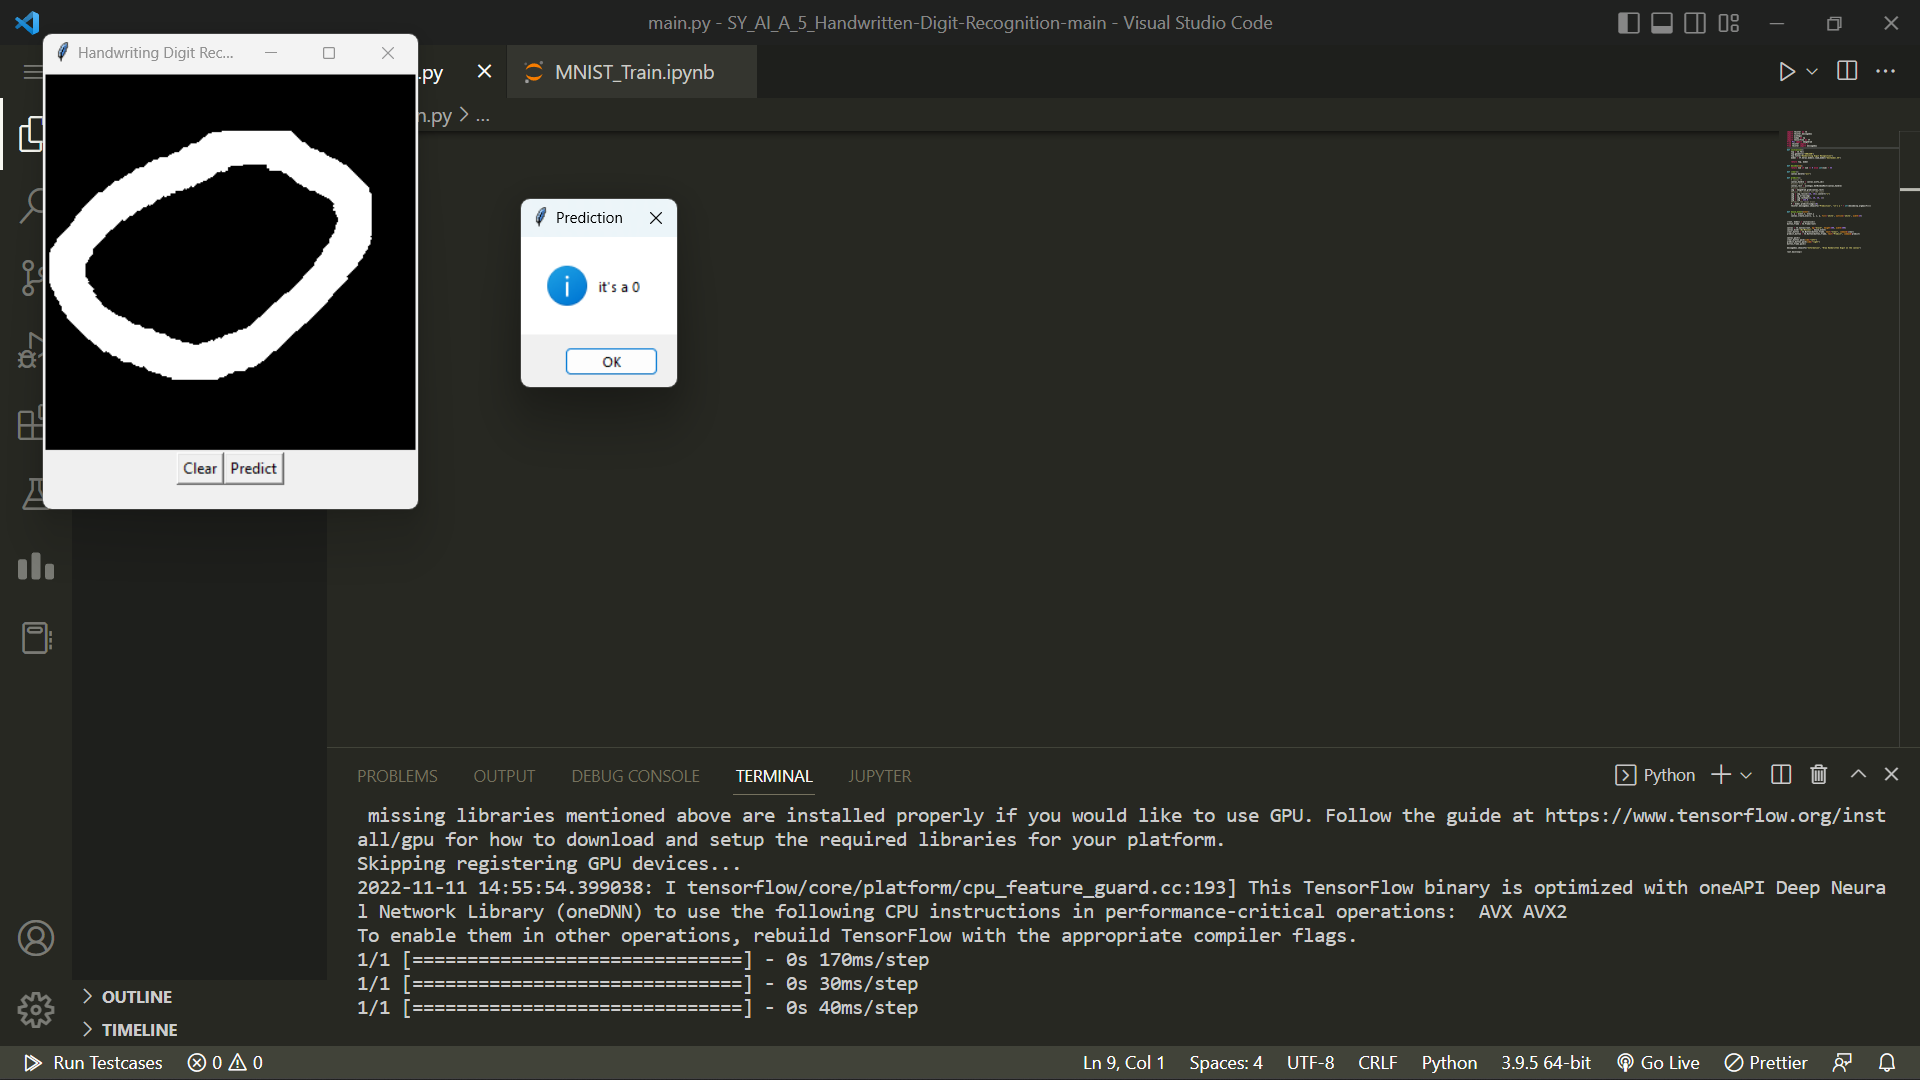 main.py - SY_AI_A_5_Handwritten-Digit-Recognition-main - Visual Studio Code
Handwriting Digit Rec...
.py
MNIST_Train.ipynb
n.py > ...
Prediction
it's a 0
OK
Clear Predict
PROBLEMS OUTPUT DEBUG CONSOLE TERMINAL JUPYTER
Python
missing libraries mentioned above are installed properly if you would like to use GPU. Follow the guide at https://www.tensorflow.org/inst
all/gpu for how to download and setup the required libraries for your platform.
Skipping registering GPU devices...
2022-11-11 14:55:54.399038: I tensorflow/core/platform/cpu_feature_guard.cc:193] This TensorFlow binary is optimized with oneAPI Deep Neura
l Network Library (oneDNN) to use the following CPU instructions in performance-critical operations:  AVX AVX2
To enable them in other operations, rebuild TensorFlow with the appropriate compiler flags.
1/1 [==============================] - 0s 170ms/step
1/1 [==============================] - 0s 30ms/step
1/1 [==============================] - 0s 40ms/step
OUTLINE
TIMELINE
Run Testcases 0 0 Ln 9, Col 1 Spaces: 4 UTF-8 CRLF Python 3.9.5 64-bit Go Live Prettier